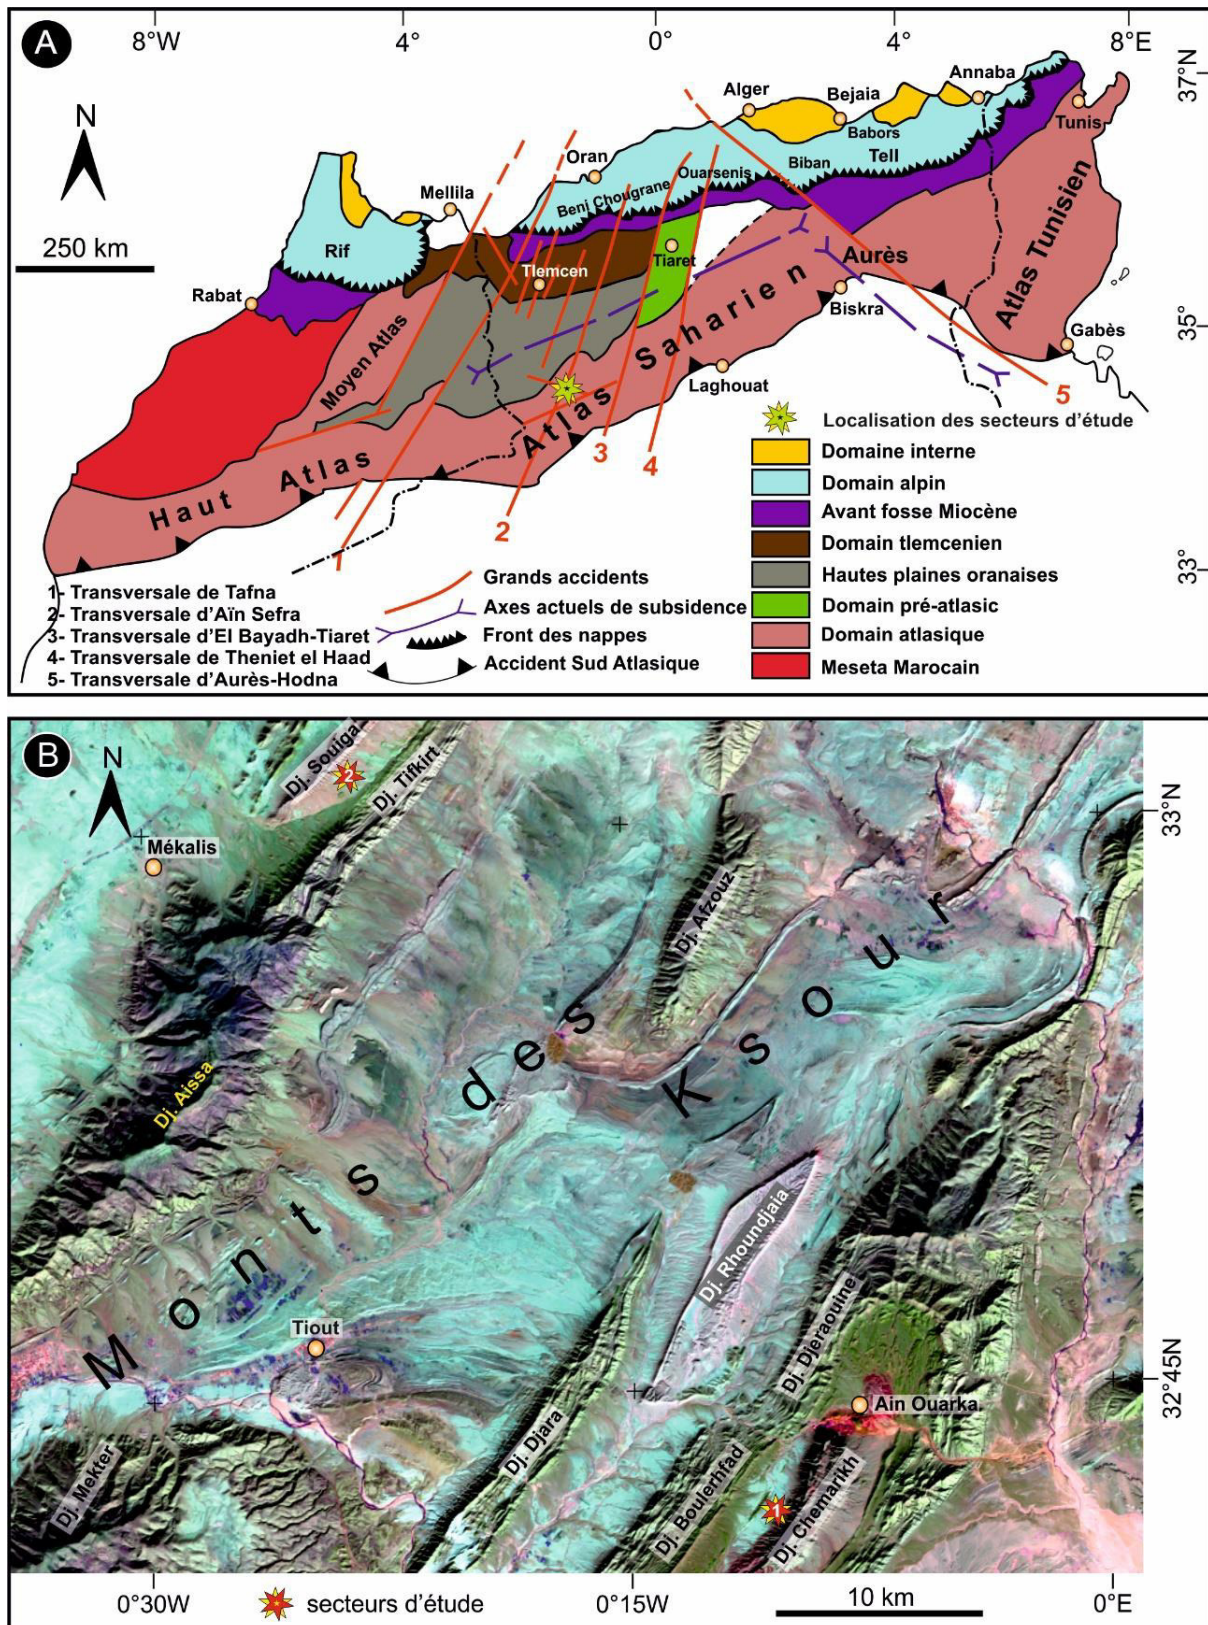 A
8°W
4°
0°
4°
8°E
37°N
35°
33°
N
250 km
Alger
Bejaia
Annaba
Tunis
Babors
Oran
Tell
Biban
Ouarsenis
Beni Chougrane
Mellila
Rif
Tlemcen
Tiaret
Aurès
Atlas Tunisien
Rabat
Biskra
Gabès
Moyen Atlas
Atlas Saharien
Laghouat
Haut Atlas
1
2
3
4
5
Localisation des secteurs d'étude
Domaine interne
Domain alpin
Avant fosse Miocène
Domain tlemcenien
Hautes plaines oranaises
Domain pré-atlasic
Domain atlasique
Meseta Marocain
1- Transversale de Tafna
2- Transversale d'Aïn Sefra
3- Transversale d'El Bayadh-Tiaret
4- Transversale de Theniet el Haad
5- Transversale d'Aurès-Hodna
Grands accidents
Axes actuels de subsidence
Front des nappes
Accident Sud Atlasique
B
N
Dj. Souiga
2
Dj. Tifkirt
Mékalis
33°N
Dj. Afzouz
Dj. Aissa
Monts des Ksour
Dj. Rhoundjaia
Tiout
Dj. Djeraouine
32°45N
Ain Ouarka
Dj. Djara
Dj. Mekter
Dj. Boulerhfad
1
Dj. Chemarikh
0°30W
0°15W
0°E
secteurs d'étude
10 km